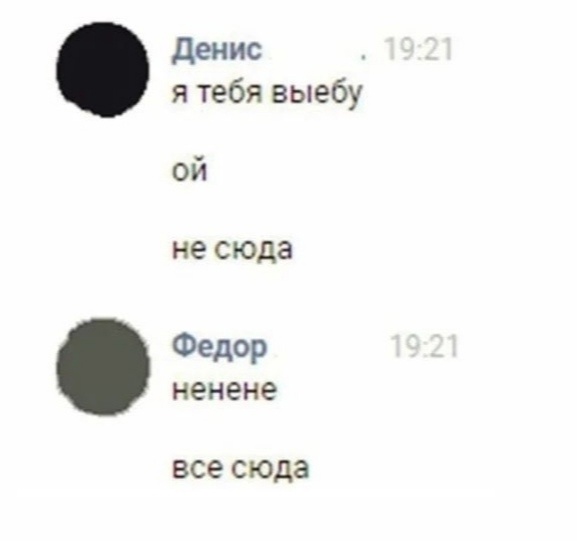 Денис . 19:21
я тебя выебу
ой
не сюда
Федор 19:21
ненене
все сюда